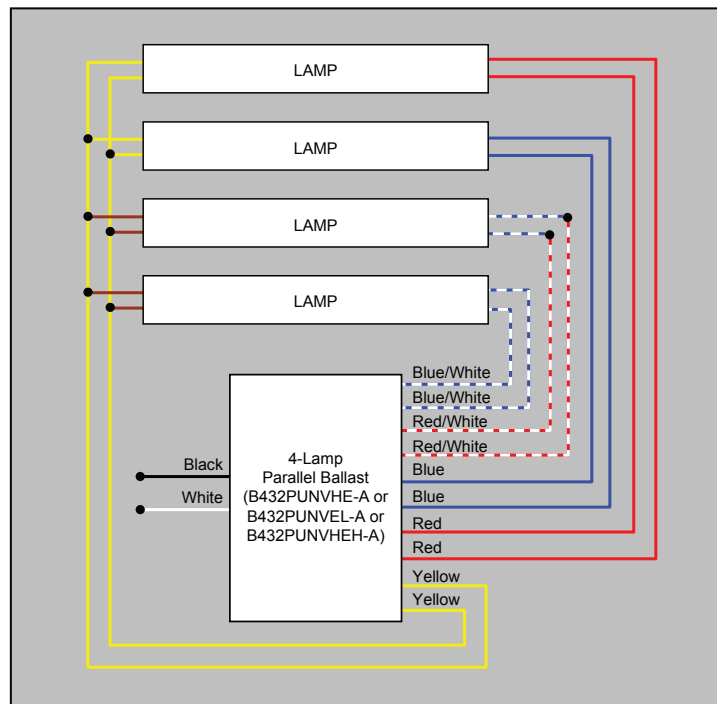 LAMP
LAMP
LAMP
LAMP
Blue/White
Blue/White
Red/White
Red/White
Blue
Blue
Red
Red
Yellow
Yellow
Black
White
4-Lamp
Parallel Ballast
(B432PUNVHE-A or
B432PUNVEL-A or
B432PUNVHEH-A)